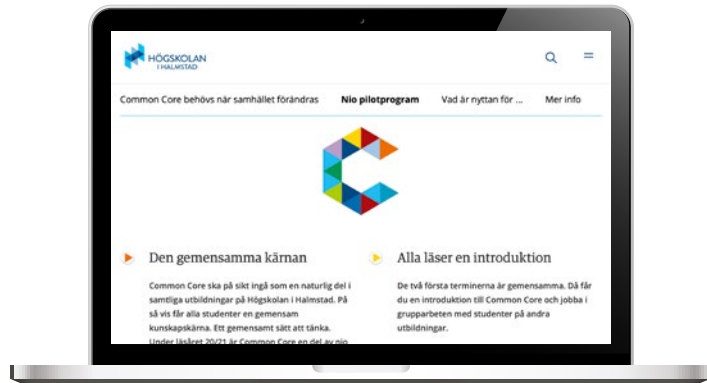 HÖGSKOLAN
I HALMSTAD
Common Core behövs när samhället förändras Nio pilotprogram Vad är nyttan för ... Mer info
Den gemensamma kärnan
Common Core ska på sikt ingå som en naturlig del i
samtliga utbildningar på Högskolan i Halmstad. På
så vis får alla studenter en gemensam
kunskapskärna. Ett gemensamt sätt att tänka.
Under läsåret 20/21 är Common Core en del av nio
Alla läser en introduktion
De två första terminerna är gemensamma. Då får
du en introduktion till Common Core och jobba i
grupparbeten med studenter på andra
utbildningar.